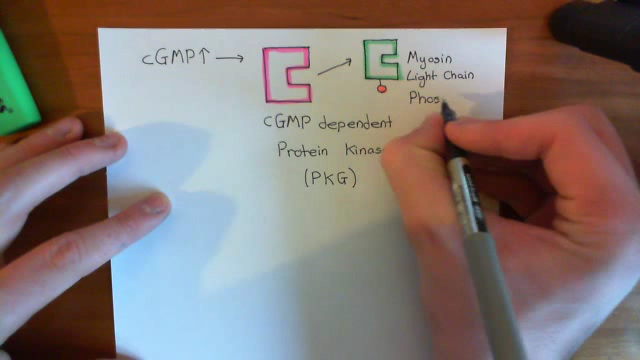 cGMP↑ →
Myosin
Light Chain
Phos
cGMP dependent
Protein Kinas
(PKG)